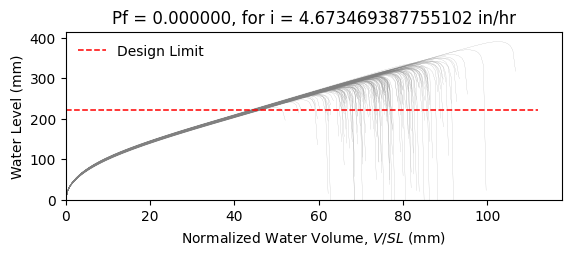 Pf = 0.000000, for i = 4.673469387755102 in/hr
Water Level (mm)
400
300
200
100
0
Design Limit
0 20 40 60 80 100
Normalized Water Volume, V/SL (mm)